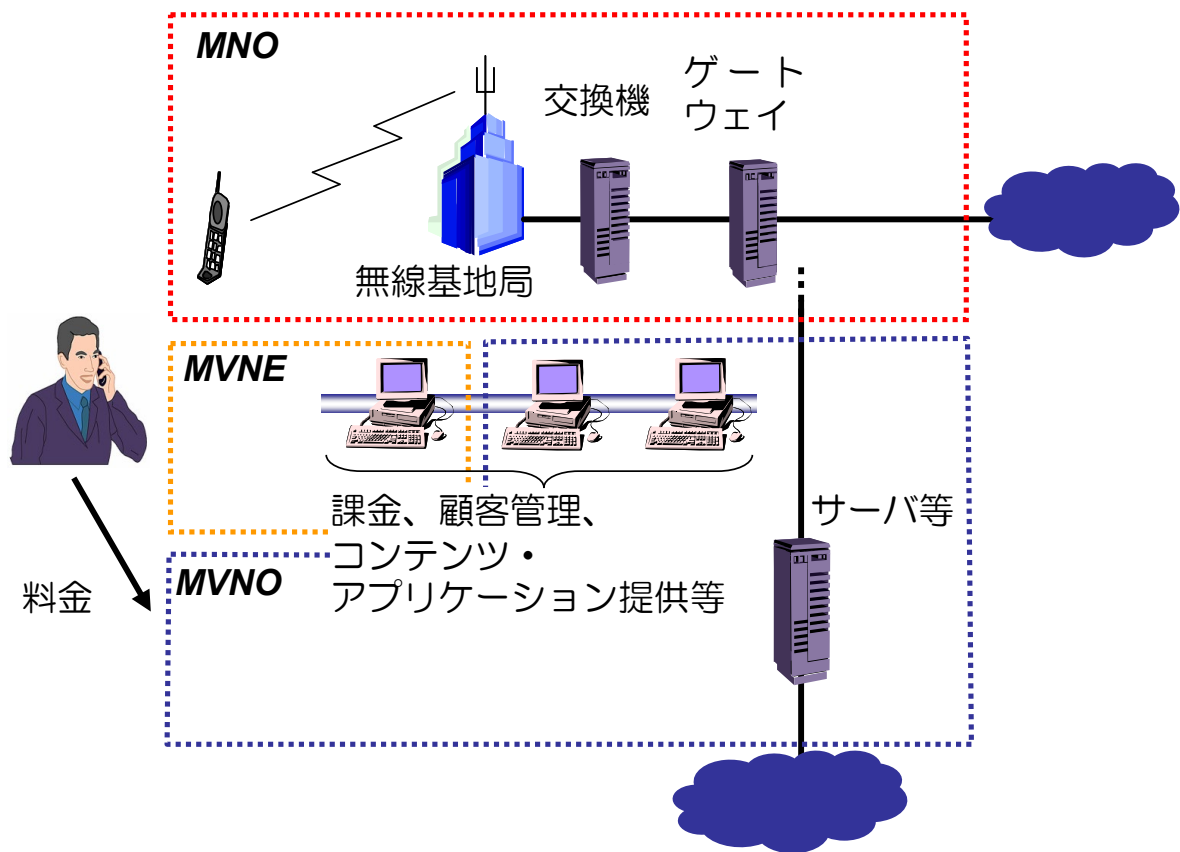 MNO
交換機
ゲート
ウェイ
無線基地局
MVNE
課金、顧客管理、
コンテンツ・
アプリケーション提供等
サーバ等
MVNO
料金